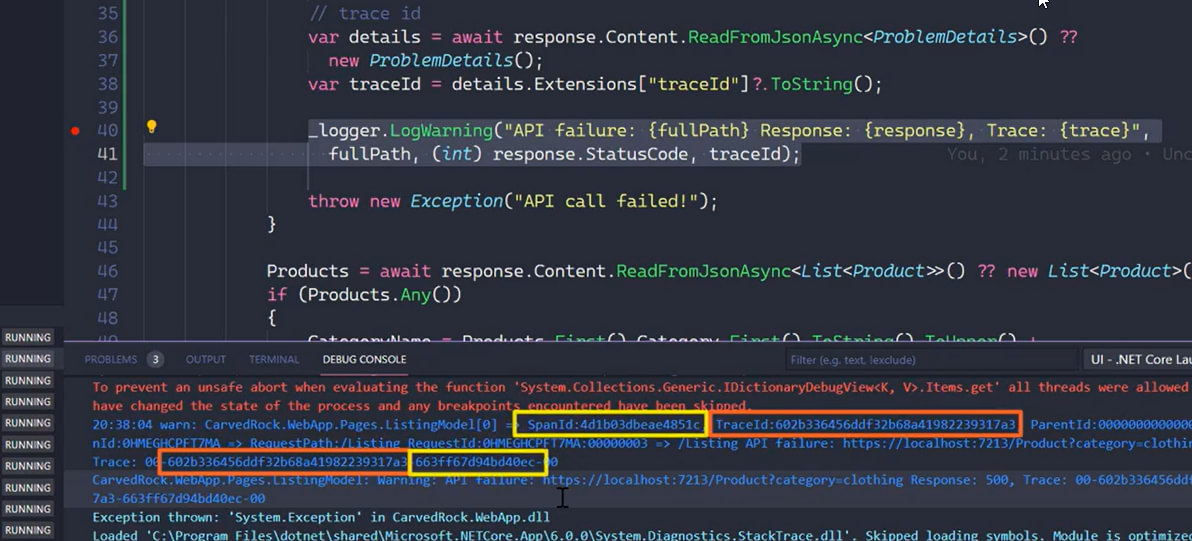 35 // trace id
36 var details = await response.Content.ReadFromJsonAsync<ProblemDetails>() ??
37 new ProblemDetails();
38 var traceId = details.Extensions["traceId"]?.ToString();
39
40 _logger.LogWarning("API failure: {fullPath} Response: {response}, Trace: {trace}",
41 fullPath, (int) response.StatusCode, traceId); You, 2 minutes ago • Unc
42
43 throw new Exception("API call failed!");
44 }
45
46 Products = await response.Content.ReadFromJsonAsync<List<Product>>() ?? new List<Product>(
47 if (Products.Any())
48 {
RUNNING
RUNNING
RUNNING
RUNNING
RUNNING
RUNNING
RUNNING
RUNNING
RUNNING
RUNNING
PROBLEMS 3 OUTPUT TERMINAL DEBUG CONSOLE Filter (e.g. text, !exclude) UI - .NET Core Lau
To prevent an unsafe abort when evaluating the function 'System.Collections.Generic.IDictionaryDebugView<K, V>.Items.get' all threads were allowed
have changed the state of the process and any breakpoints encountered have been skipped.
20:38:04 warn: CarvedRock.WebApp.Pages.ListingModel[0] => SpanId:4d1b03dbeae4851c, TraceId:602b336456ddf32b68a41982239317a3, ParentId:000000000000
nId:0HMEGHCPFT7MA => RequestPath:/Listing RequestId:0HMEGHCPFT7MA:00000003 => /Listing API failure: https://localhost:7213/Product?category=clothin
Trace: 00-602b336456ddf32b68a41982239317a3-663ff67d94bd40ec-00
CarvedRock.WebApp.Pages.ListingModel: Warning: API failure: https://localhost:7213/Product?category=clothing Response: 500, Trace: 00-602b336456ddf
7a3-663ff67d94bd40ec-00
Exception thrown: 'System.Exception' in CarvedRock.WebApp.dll
Loaded 'C:\Program Files\dotnet\shared\Microsoft.NETCore.App\6.0.0\System.Diagnostics.StackTrace.dll'. Skipped loading symbols. Module is optimized